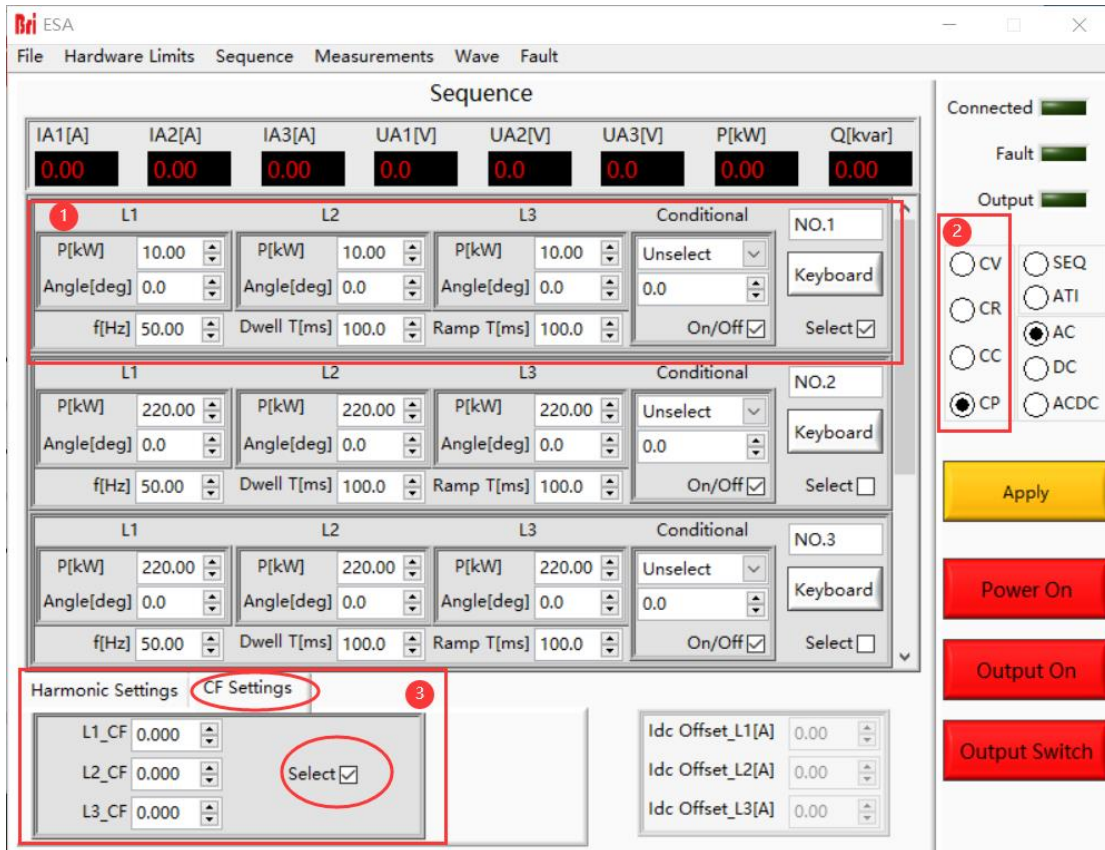 Bri ESA
File Hardware Limits Sequence Measurements Wave Fault
Sequence
IA1[A] IA2[A] IA3[A] UA1[V] UA2[V] UA3[V] P[kW] Q[kvar]
0.00 0.00 0.00 0.0 0.0 0.0 0.00 0.00
1 L1 L2 L3 Conditional NO.1
P[kW] 10.00 P[kW] 10.00 P[kW] 10.00 Unselect
Keyboard
Angle[deg] 0.0 Angle[deg] 0.0 Angle[deg] 0.0 0.0
f[Hz] 50.00 Dwell T[ms] 100.0 Ramp T[ms] 100.0 On/Off Select
L1 L2 L3 Conditional NO.2
P[kW] 220.00 P[kW] 220.00 P[kW] 220.00 Unselect
Keyboard
Angle[deg] 0.0 Angle[deg] 0.0 Angle[deg] 0.0 0.0
f[Hz] 50.00 Dwell T[ms] 100.0 Ramp T[ms] 100.0 On/Off Select
L1 L2 L3 Conditional NO.3
P[kW] 220.00 P[kW] 220.00 P[kW] 220.00 Unselect
Keyboard
Angle[deg] 0.0 Angle[deg] 0.0 Angle[deg] 0.0 0.0
f[Hz] 50.00 Dwell T[ms] 100.0 Ramp T[ms] 100.0 On/Off Select
Harmonic Settings CF Settings 3
L1_CF 0.000
L2_CF 0.000 Select
L3_CF 0.000
Idc Offset_L1[A] 0.00
Idc Offset_L2[A] 0.00
Idc Offset_L3[A] 0.00
Connected
Fault
Output
2
CV SEQ
ATI
CR
AC
CC
DC
CP ACDC
Apply
Power On
Output On
Output Switch